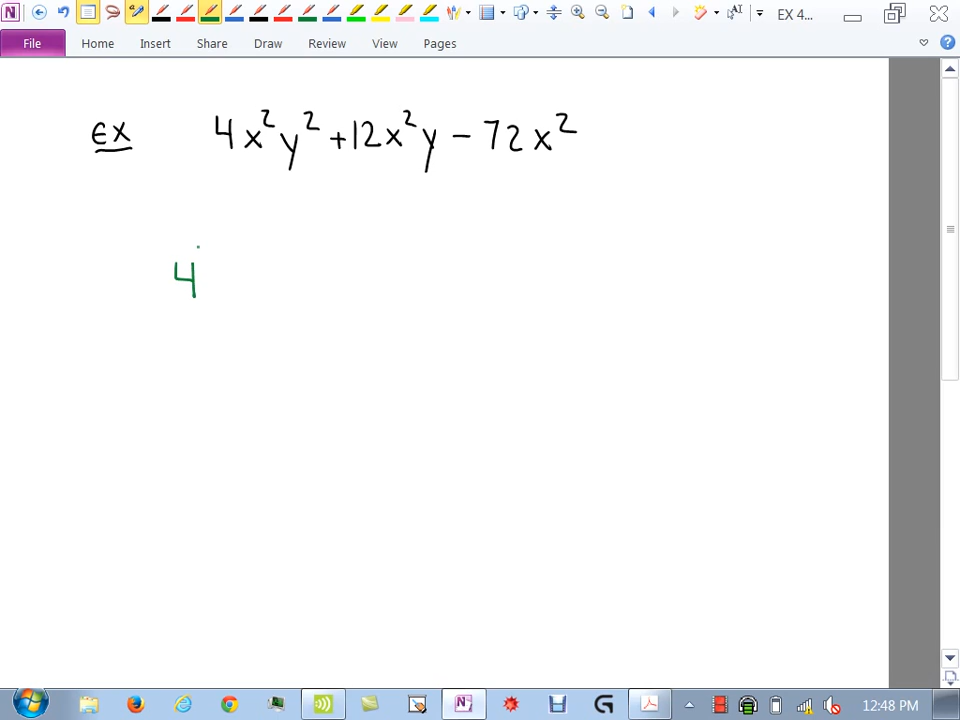 EX 4...
File Home Insert Share Draw Review View Pages
EX 4x²y² + 12x²y - 72x²
4
12:48 PM